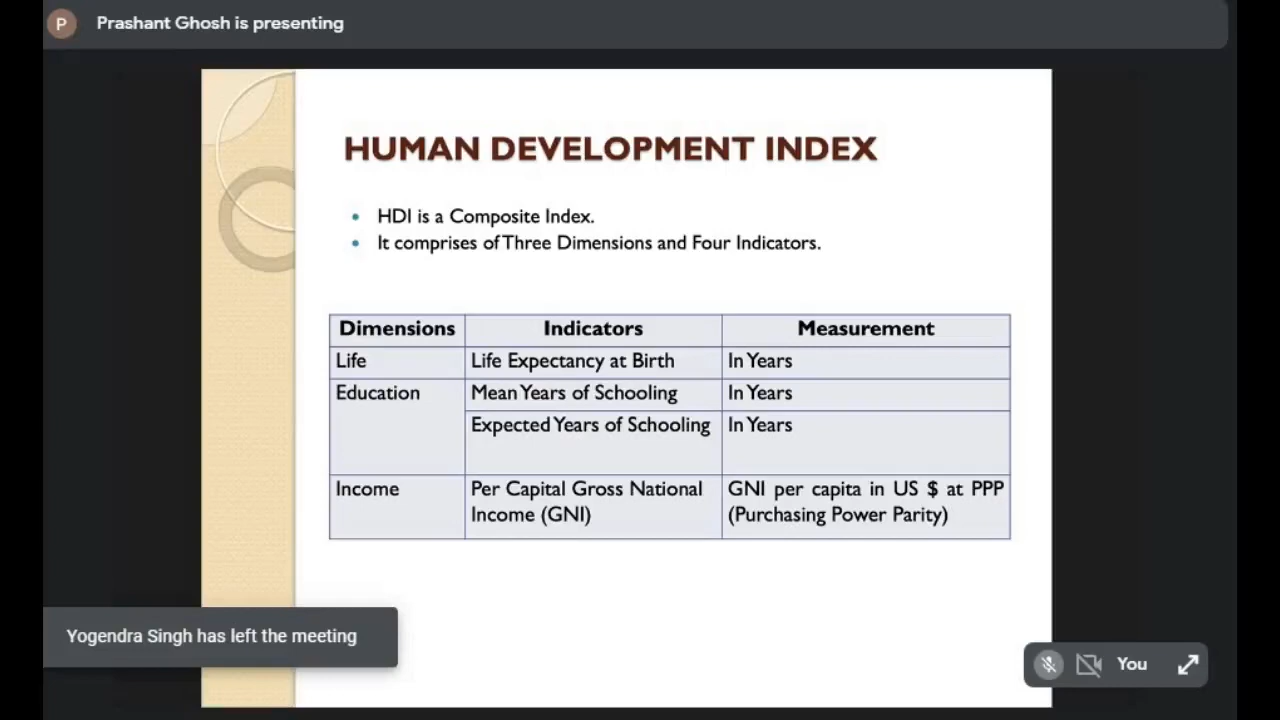 P
Prashant Ghosh is presenting
HUMAN DEVELOPMENT INDEX
• HDI is a Composite Index.
• It comprises of Three Dimensions and Four Indicators.
Dimensions Indicators Measurement
Life Life Expectancy at Birth In Years
Education Mean Years of Schooling In Years
Expected Years of Schooling In Years
Income Per Capital Gross National GNI per capita in US $ at PPP
Income (GNI) (Purchasing Power Parity)
Yogendra Singh has left the meeting
You